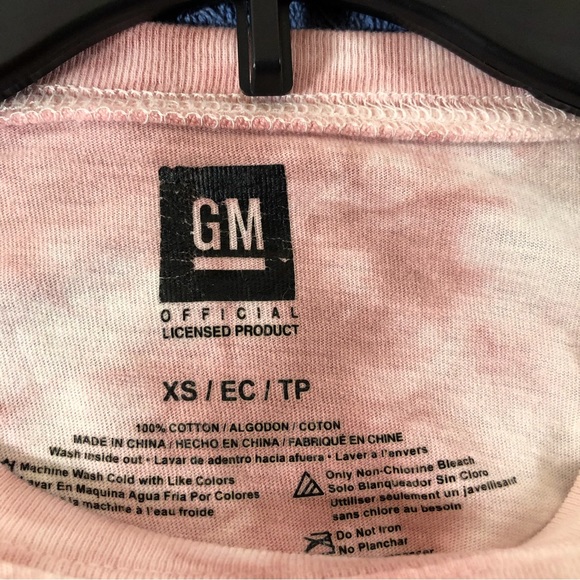 GM
OFFICIAL
LICENSED PRODUCT
XS / EC / TP
100% COTTON / ALGODON / COTON
MADE IN CHINA / HECHO EN CHINA / FABRIQUÉ EN CHINE
Wash inside out • Lavar de adentro hacia afuera • Laver à l'envers
Machine Wash Cold with Like Colors
avar En Maquina Agua Fria Por Colores
la machine à l'eau froide
Only Non-Chlorine Bleach
Solo Blanqueador Sin Cloro
Utiliser seulement un javellisant
sans chlore au besoin
Do Not Iron
No Planchar
repasser